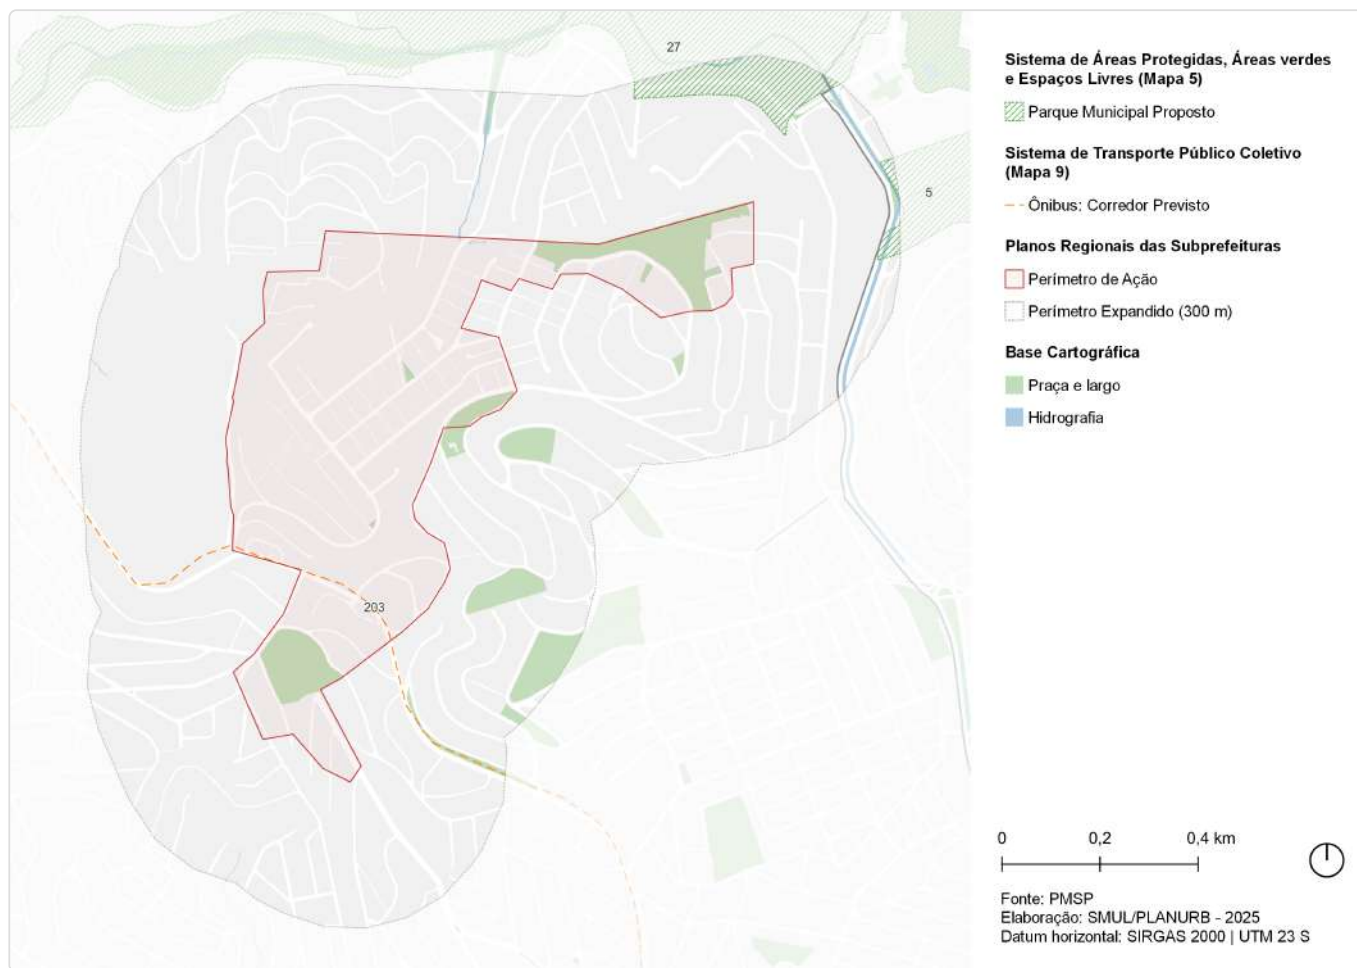 27
5
203
Sistema de Áreas Protegidas, Áreas verdes
e Espaços Livres (Mapa 5)
Parque Municipal Proposto
Sistema de Transporte Público Coletivo
(Mapa 9)
Ônibus: Corredor Previsto
Planos Regionais das Subprefeituras
Perímetro de Ação
Perímetro Expandido (300 m)
Base Cartográfica
Praça e largo
Hidrografia
0 0,2 0,4 km
Fonte: PMSP
Elaboração: SMUL/PLANURB - 2025
Datum horizontal: SIRGAS 2000 | UTM 23 S